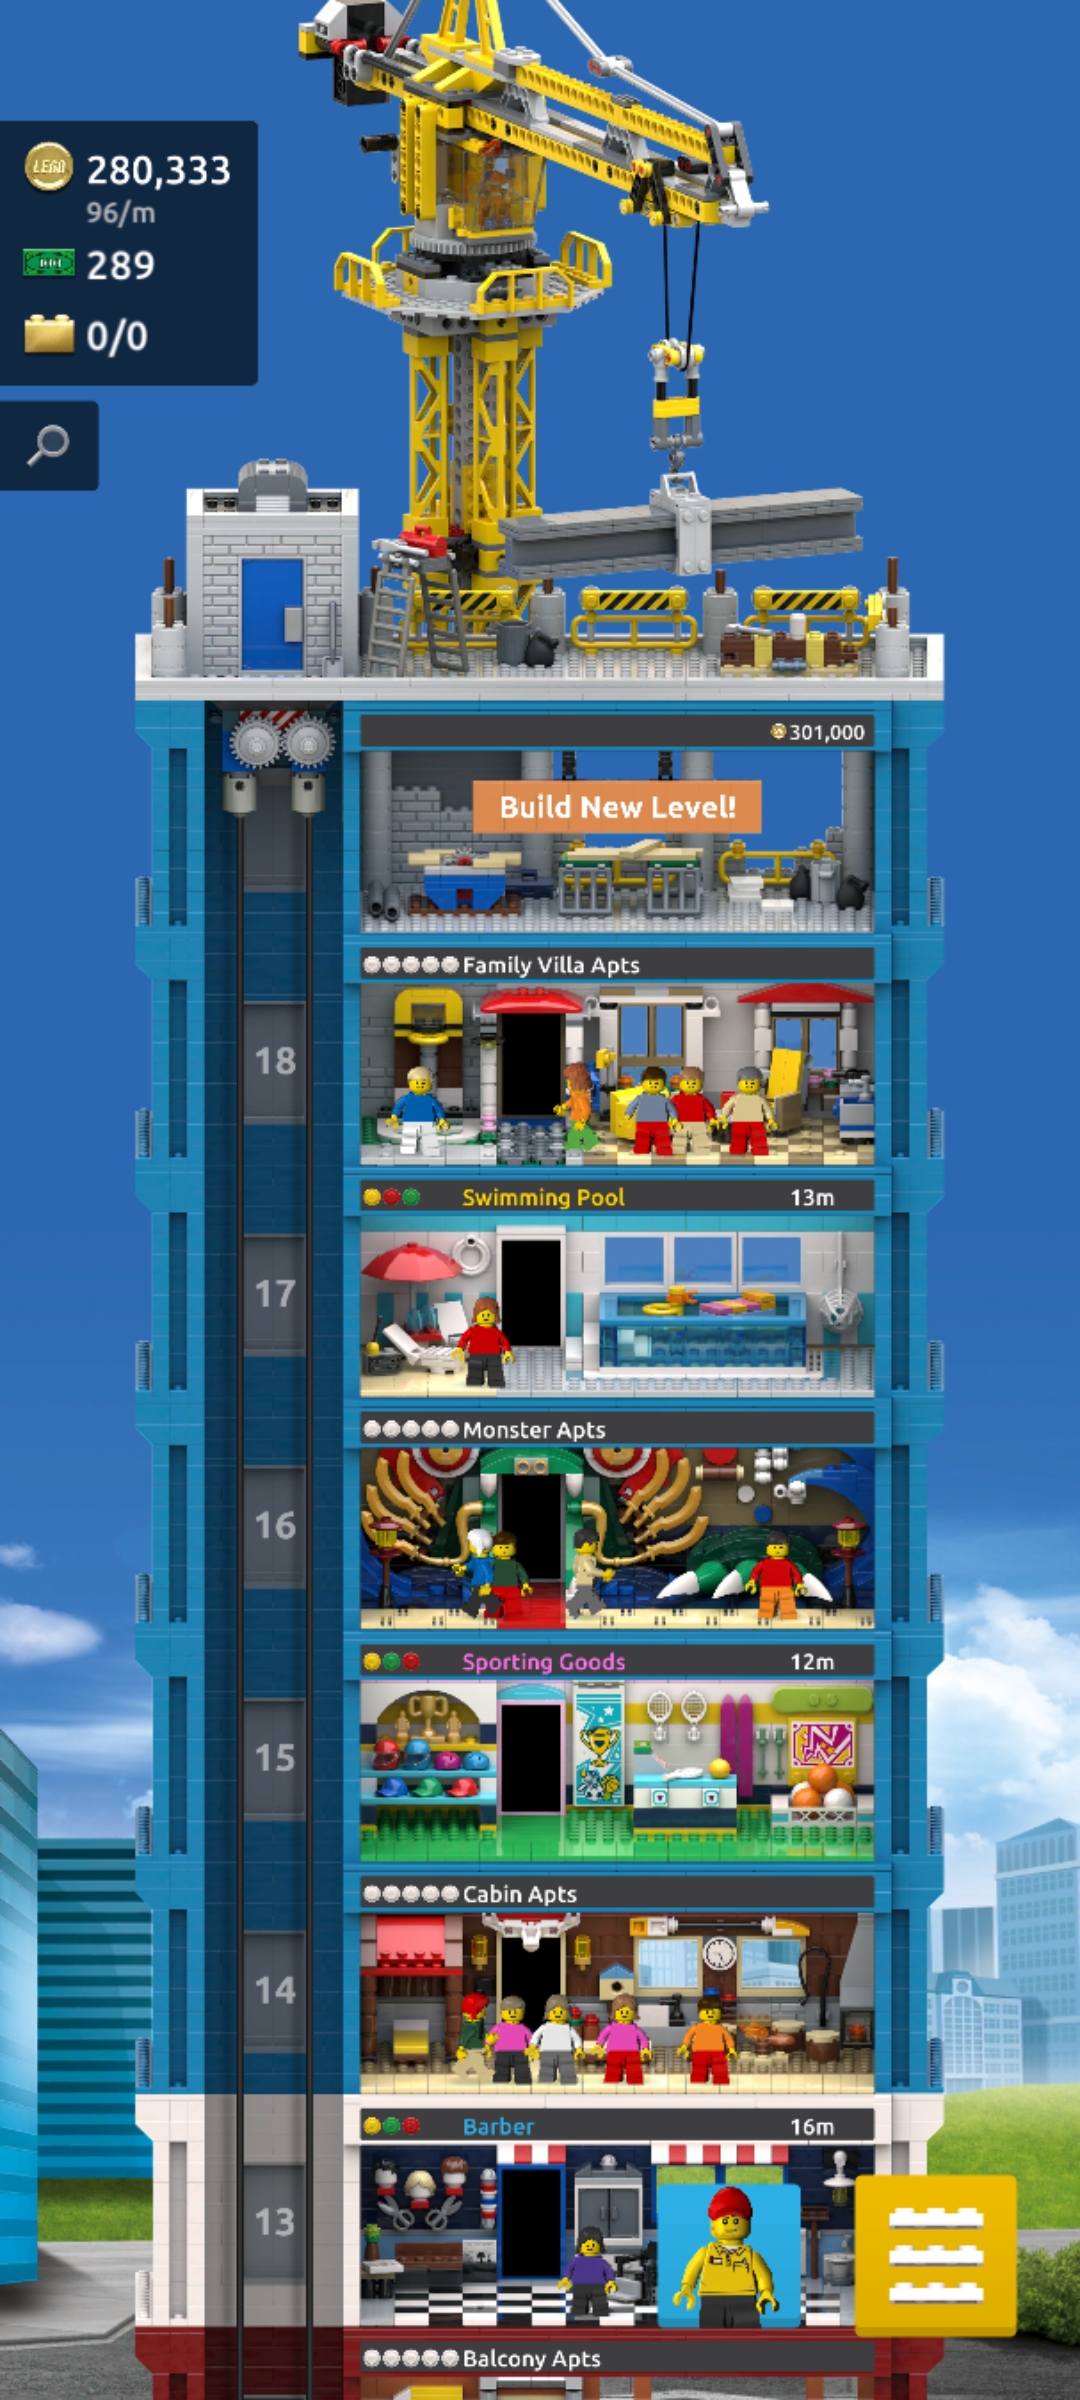 LEGO 280,333
96/m
289
0/0
301,000
Build New Level!
Family Villa Apts
18
Swimming Pool 13m
17
Monster Apts
16
Sporting Goods 12m
15
Cabin Apts
14
Barber 16m
13
Balcony Apts